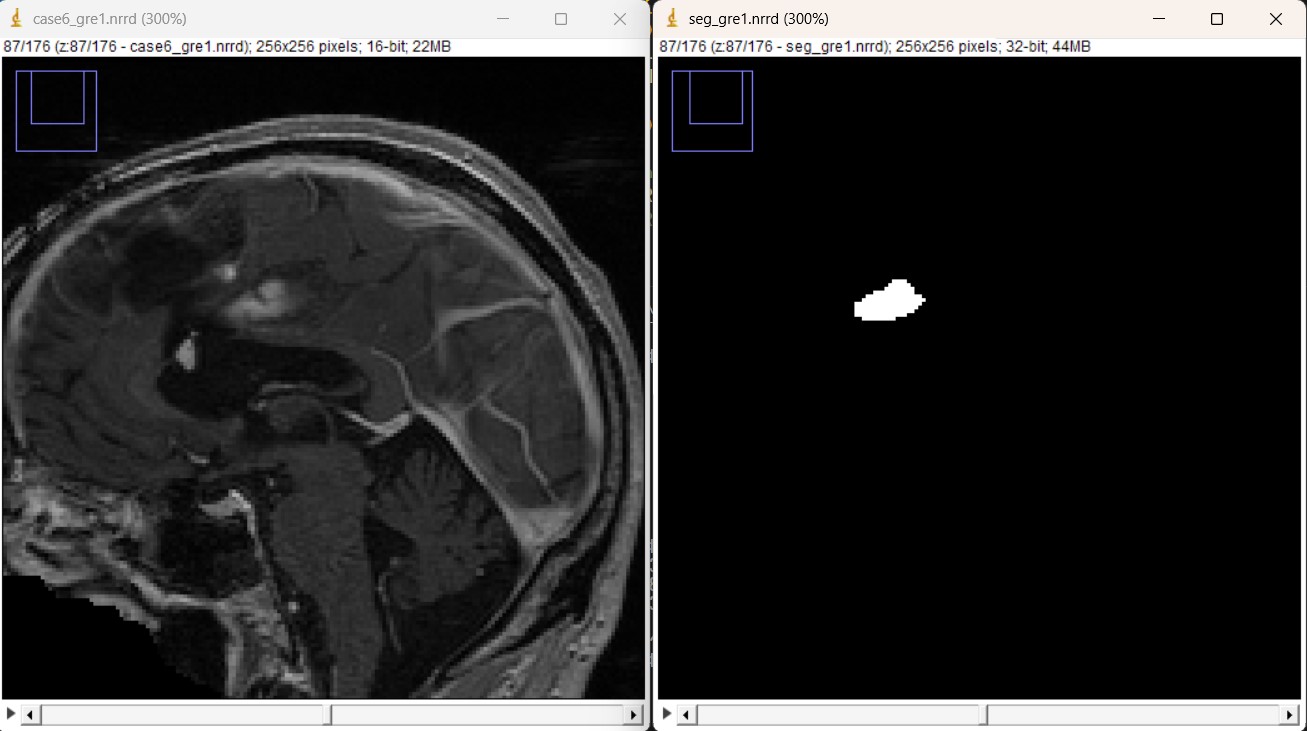 case6_gre1.nrrd (300%)
87/176 (z:87/176 - case6_gre1.nrrd); 256x256 pixels; 16-bit; 22MB
seg_gre1.nrrd (300%)
87/176 (z:87/176 - seg_gre1.nrrd); 256x256 pixels; 32-bit; 44MB